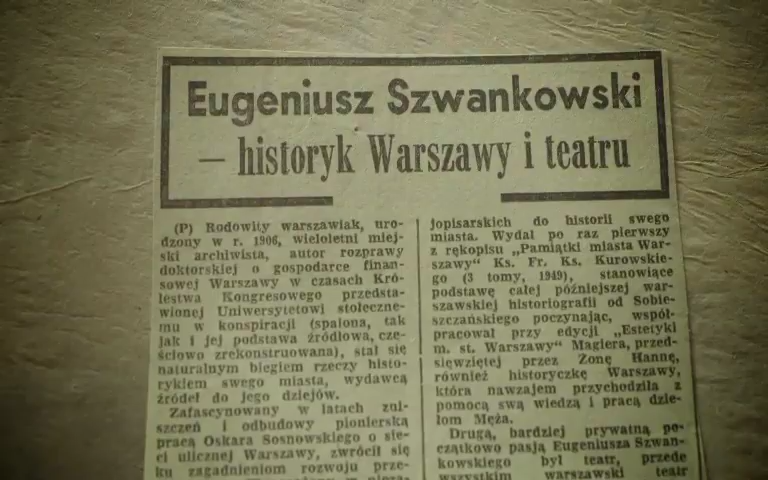 Eugeniusz Szwankowski
— historyk Warszawy i teatru
(P) Rodowity warszawiak, uro-
dzony w r. 1906, wieloletni miej-
ski archiwista, autor rozprawy
doktorskiej o gospodarce finan-
sowej Warszawy w czasach Kró-
lestwa Kongresowego przedsta-
wionej Uniwersytetowi stołeczne-
mu w konspiracji (spalona, tak
jak i jej podstawa źródłowa, czę-
ściowo zrekonstruowana), stał się
naturalnym biegiem rzeczy histo-
rykiem swego miasta, wydawcą
źródeł do jego dziejów.
Zafascynowany w latach zni-
szczeń i odbudowy pionierską
pracą Oskara Sosnowskiego o sie-
ci ulicznej Warszawy, zwrócił się
ku zagadnieniom rozwoju prze-
jopisarskich do historii swego
miasta. Wydał po raz pierwszy
z rękopisu „Pamiątki miasta War-
szawy" Ks. Fr. Ks. Kurowskie-
go (3 tomy, 1949), stanowiące
podstawę całej późniejszej war-
szawskiej historiografii od Sobie-
szczańskiego poczynając, współ-
pracował przy edycji „Estetyki
m. st. Warszawy" Magiera, przed-
sięwziętej przez Żonę Hannę,
również historyczkę Warszawy,
która nawzajem przychodziła z
pomocą swą wiedzą i pracą dzie-
łom Męża.
Drugą, bardziej prywatną po-
czątkowo pasją Eugeniusza Szwan-
kowskiego był teatr, przede
wszystkim warszawski teatr